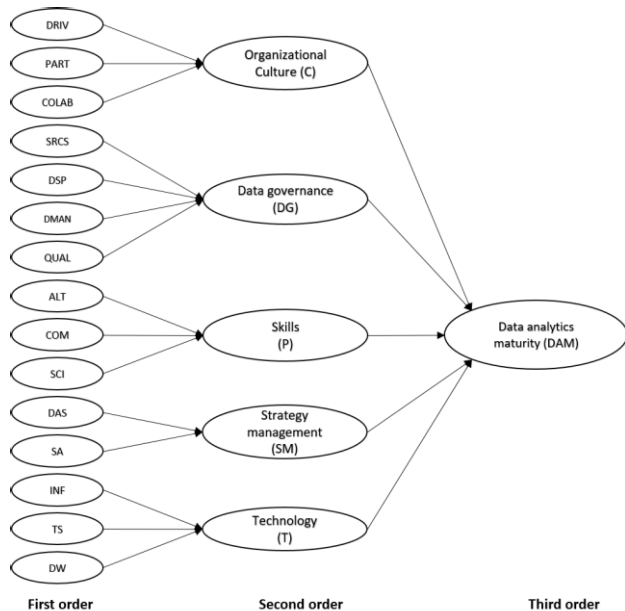 DRIV
PART
COLAB
SRCS
DSP
DMAN
QUAL
ALT
COM
SCI
DAS
SA
INF
TS
DW
First order
Organizational
Culture (C)
Data governance
(DG)
Skills
(P)
Strategy
management
(SM)
Technology
(T)
Second order
Data analytics
maturity (DAM)
Third order